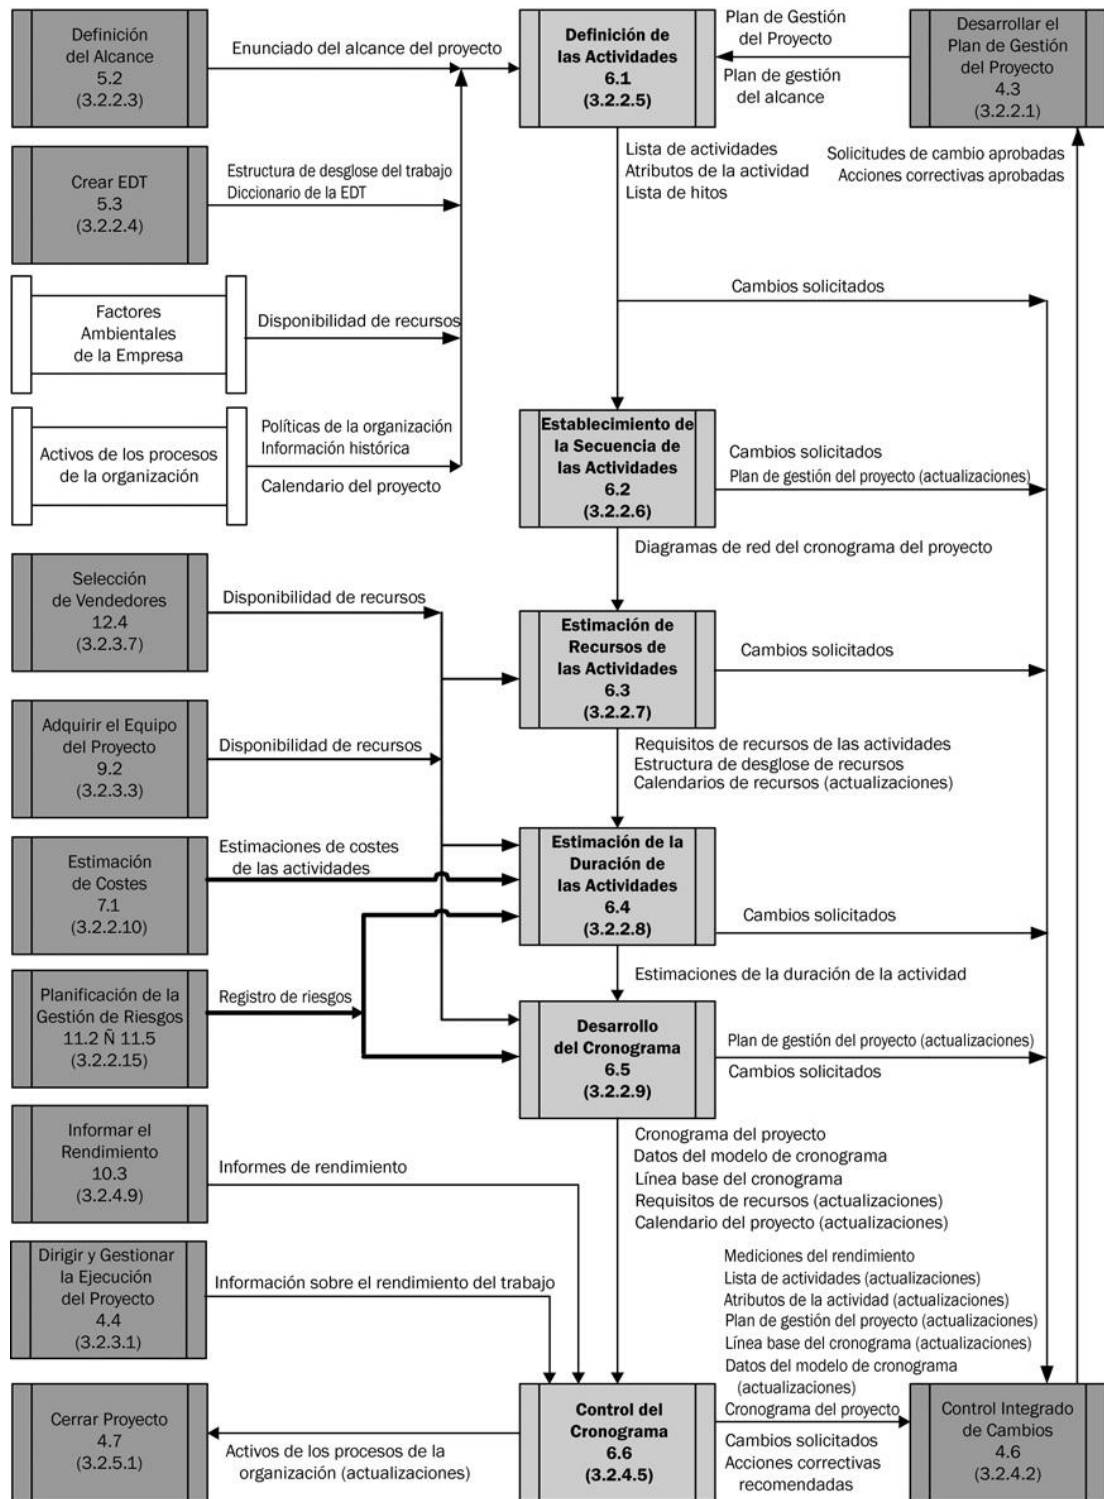 Definición
del Alcance
5.2
(3.2.2.3)
Enunciado del alcance del proyecto
Definición de
las Actividades
6.1
(3.2.2.5)
Plan de Gestión
del Proyecto
Plan de gestión
del alcance
Desarrollar el
Plan de Gestión
del Proyecto
4.3
(3.2.2.1)
Crear EDT
5.3
(3.2.2.4)
Estructura de desglose del trabajo
Diccionario de la EDT
Lista de actividades
Atributos de la actividad
Lista de hitos
Solicitudes de cambio aprobadas
Acciones correctivas aprobadas
Factores
Ambientales
de la Empresa
Disponibilidad de recursos
Cambios solicitados
Activos de los procesos
de la organización
Políticas de la organización
Información histórica
Calendario del proyecto
Establecimiento de
la Secuencia de
las Actividades
6.2
(3.2.2.6)
Cambios solicitados
Plan de gestión del proyecto (actualizaciones)
Diagramas de red del cronograma del proyecto
Selección
de Vendedores
12.4
(3.2.3.7)
Disponibilidad de recursos
Estimación de
Recursos de
las Actividades
6.3
(3.2.2.7)
Cambios solicitados
Adquirir el Equipo
del Proyecto
9.2
(3.2.3.3)
Disponibilidad de recursos
Requisitos de recursos de las actividades
Estructura de desglose de recursos
Calendarios de recursos (actualizaciones)
Estimación
de Costes
7.1
(3.2.2.10)
Estimaciones de costes
de las actividades
Estimación de la
Duración de
las Actividades
6.4
(3.2.2.8)
Cambios solicitados
Estimaciones de la duración de la actividad
Planificación de la
Gestión de Riesgos
11.2 Ñ 11.5
(3.2.2.15)
Registro de riesgos
Desarrollo
del Cronograma
6.5
(3.2.2.9)
Plan de gestión del proyecto (actualizaciones)
Cambios solicitados
Informar el
Rendimiento
10.3
(3.2.4.9)
Informes de rendimiento
Cronograma del proyecto
Datos del modelo de cronograma
Línea base del cronograma
Requisitos de recursos (actualizaciones)
Calendario del proyecto (actualizaciones)
Dirigir y Gestionar
la Ejecución
del Proyecto
4.4
(3.2.3.1)
Información sobre el rendimiento del trabajo
Mediciones del rendimiento
Lista de actividades (actualizaciones)
Atributos de la actividad (actualizaciones)
Plan de gestión del proyecto (actualizaciones)
Línea base del cronograma (actualizaciones)
Datos del modelo de cronograma
(actualizaciones)
Cronograma del proyecto
Cambios solicitados
Acciones correctivas
recomendadas
Cerrar Proyecto
4.7
(3.2.5.1)
Activos de los procesos de la
organización (actualizaciones)
Control del
Cronograma
6.6
(3.2.4.5)
Control Integrado
de Cambios
4.6
(3.2.4.2)